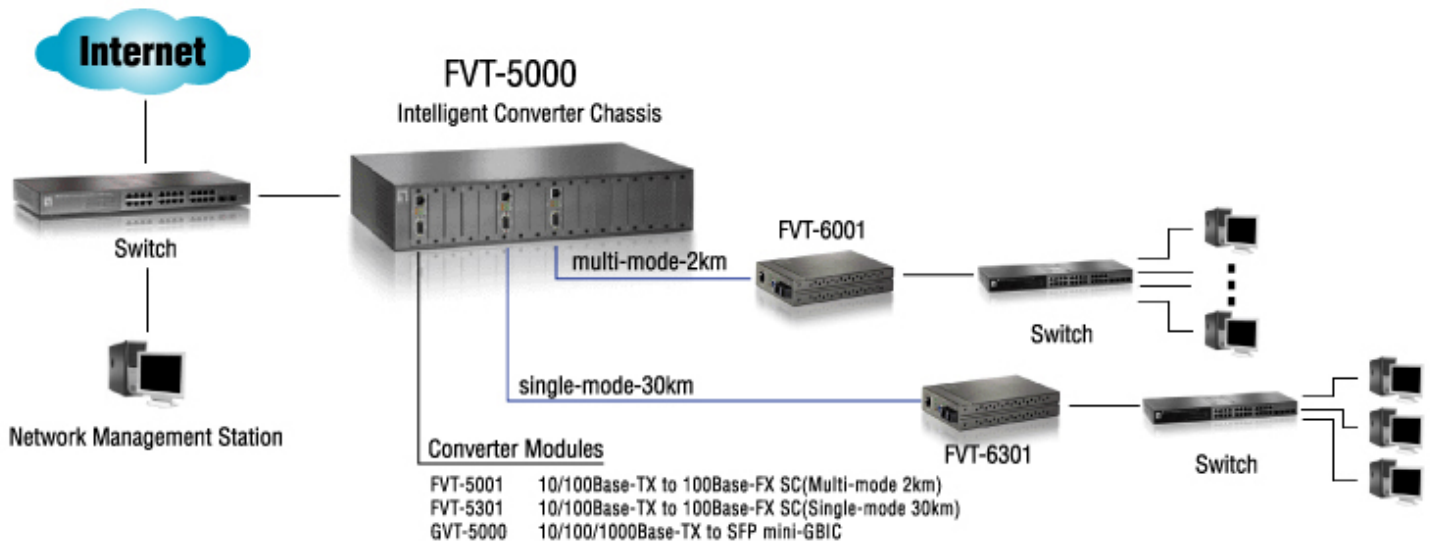 Internet
FVT-5000
Intelligent Converter Chassis
Switch
FVT-6001
multi-mode-2km
Switch
single-mode-30km
Network Management Station
FVT-6301
Switch
Converter Modules
FVT-5001 10/100Base-TX to 100Base-FX SC(Multi-mode 2km)
FVT-5301 10/100Base-TX to 100Base-FX SC(Single-mode 30km)
GVT-5000 10/100/1000Base-TX to SFP mini-GBIC